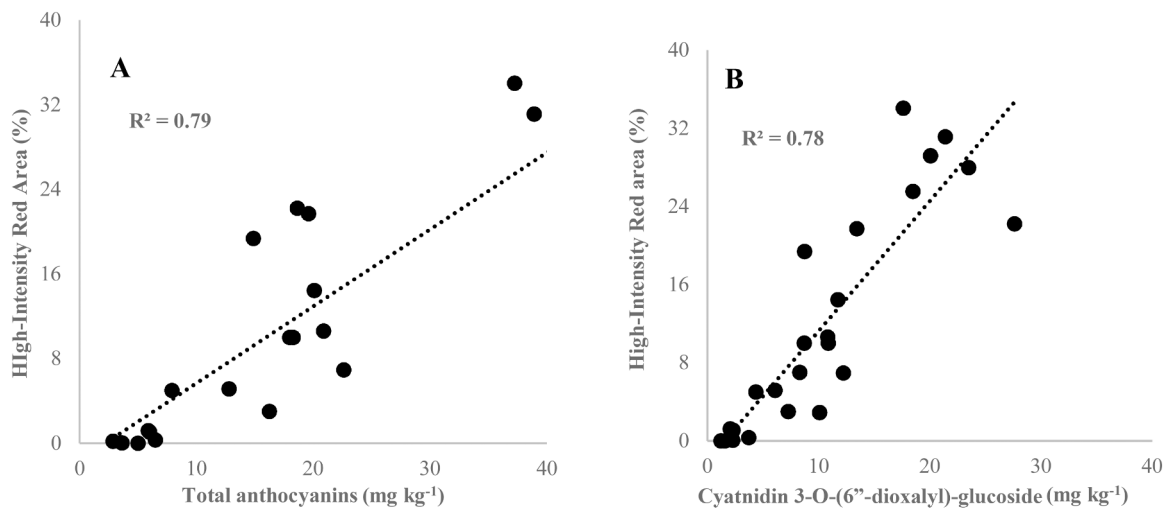 A
R² = 0.79
HIgh-Intensity Red Area (%)
40
32
24
16
8
0
0 10 20 30 40
Total anthocyanins (mg kg⁻¹)
B
R² = 0.78
High-Intensity Red area (%)
40
32
24
16
8
0
0 10 20 30 40
Cyatnidin 3-O-(6”-dioxalyl)-glucoside (mg kg⁻¹)